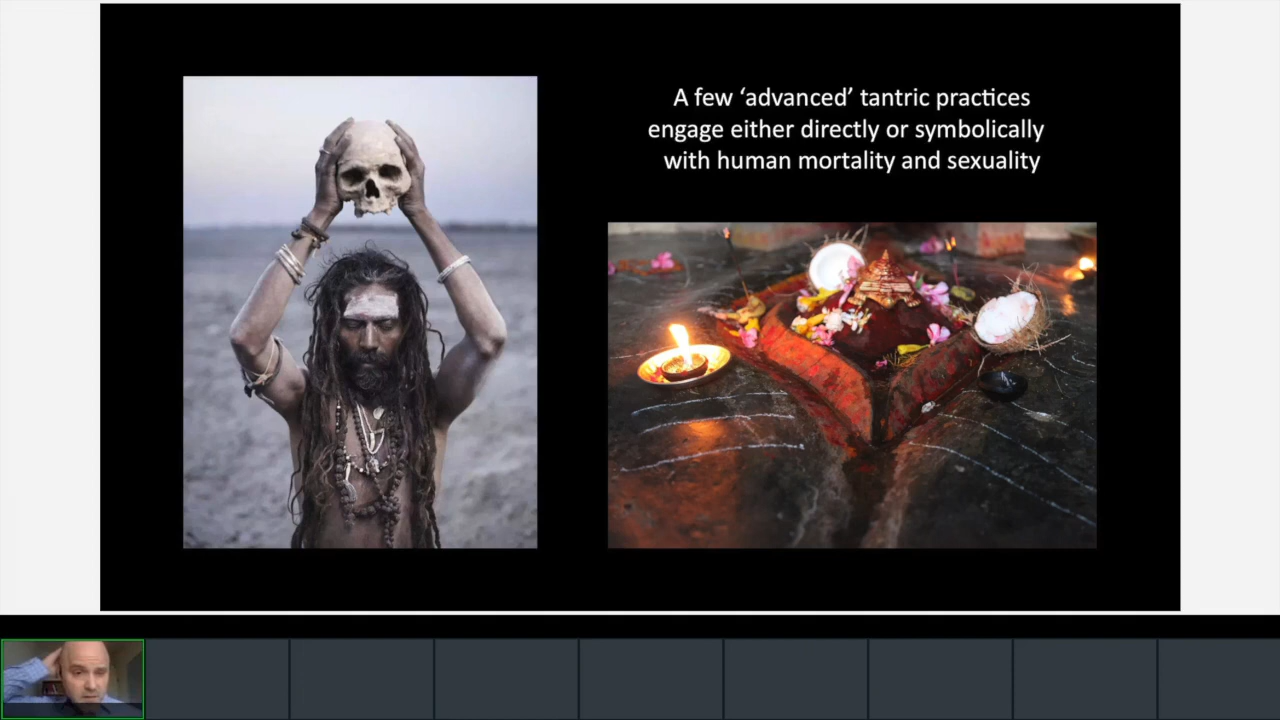 A few ‘advanced’ tantric practices
engage either directly or symbolically
with human mortality and sexuality